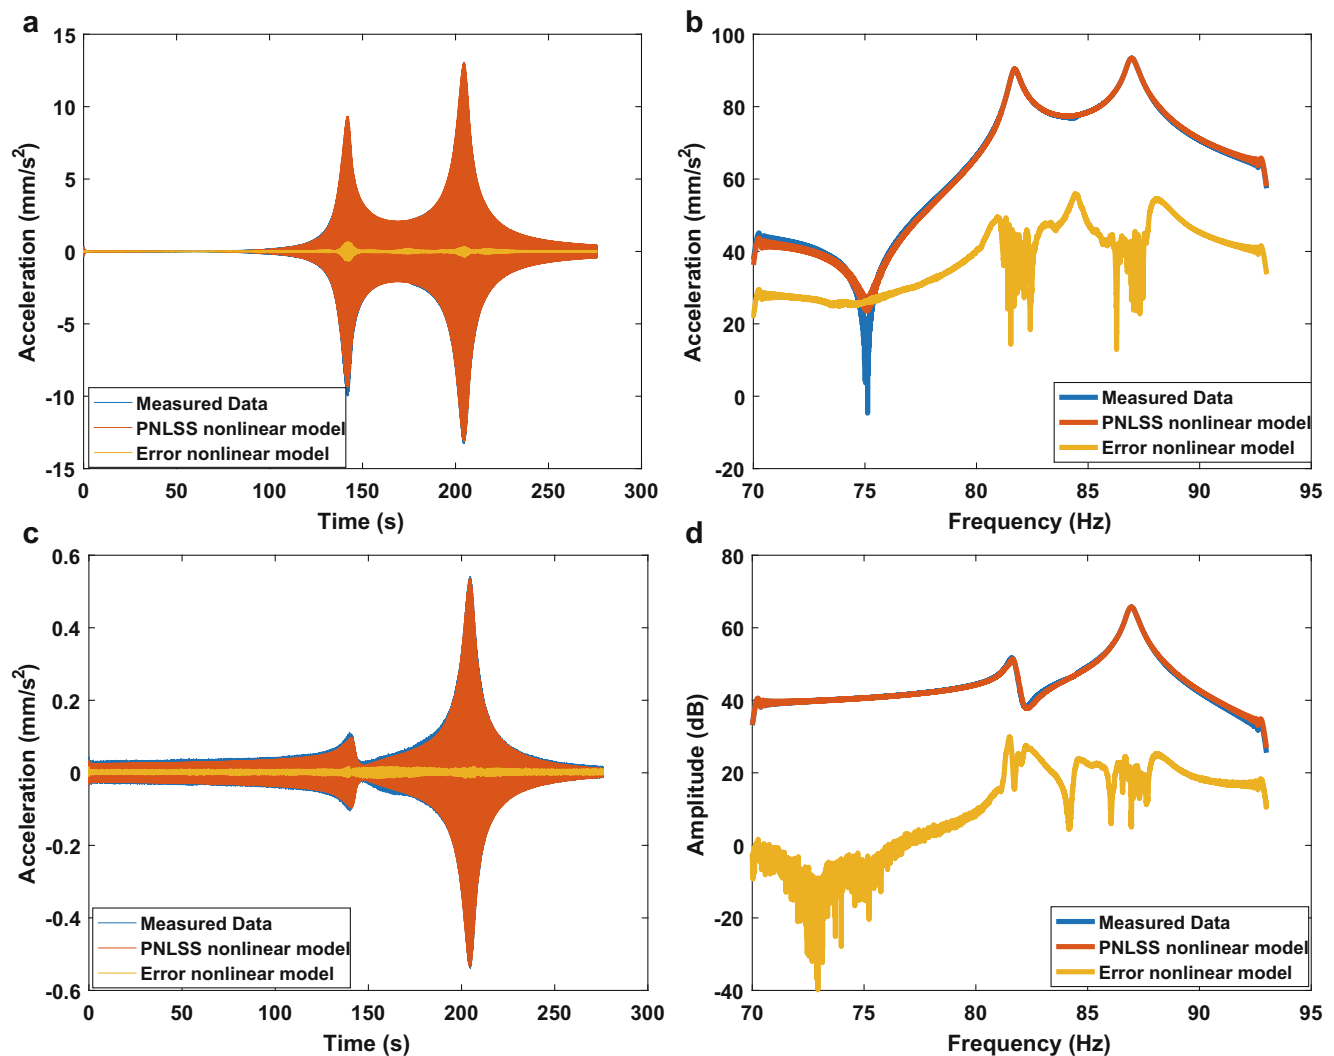 a
15
10
5
0
-5
-10
-15
0 50 100 150 200 250 300
Acceleration (mm/s2)
Time (s)
Measured Data
PNLSS nonlinear model
Error nonlinear model
b
100
80
60
40
20
0
-20
70 75 80 85 90 95
Acceleration (mm/s2)
Frequency (Hz)
Measured Data
PNLSS nonlinear model
Error nonlinear model
c
0.6
0.4
0.2
0
-0.2
-0.4
-0.6
0 50 100 150 200 250 300
Acceleration (mm/s2)
Time (s)
Measured Data
PNLSS nonlinear model
Error nonlinear model
d
80
60
40
20
0
-20
-40
70 75 80 85 90 95
Amplitude (dB)
Frequency (Hz)
Measured Data
PNLSS nonlinear model
Error nonlinear model